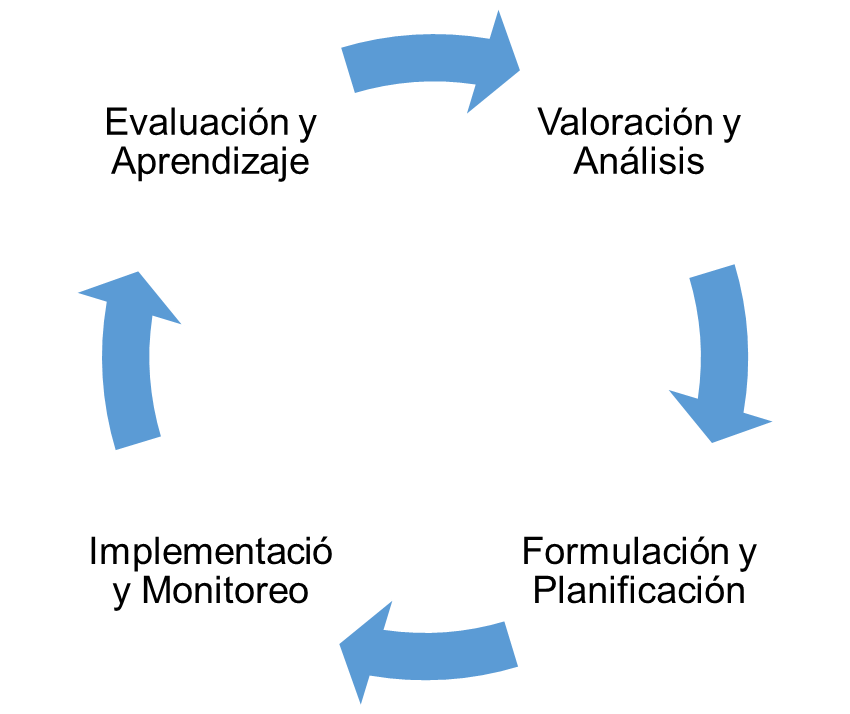 Evaluación y
Aprendizaje
Valoración y
Análisis
Implementació
y Monitoreo
Formulación y
Planificación